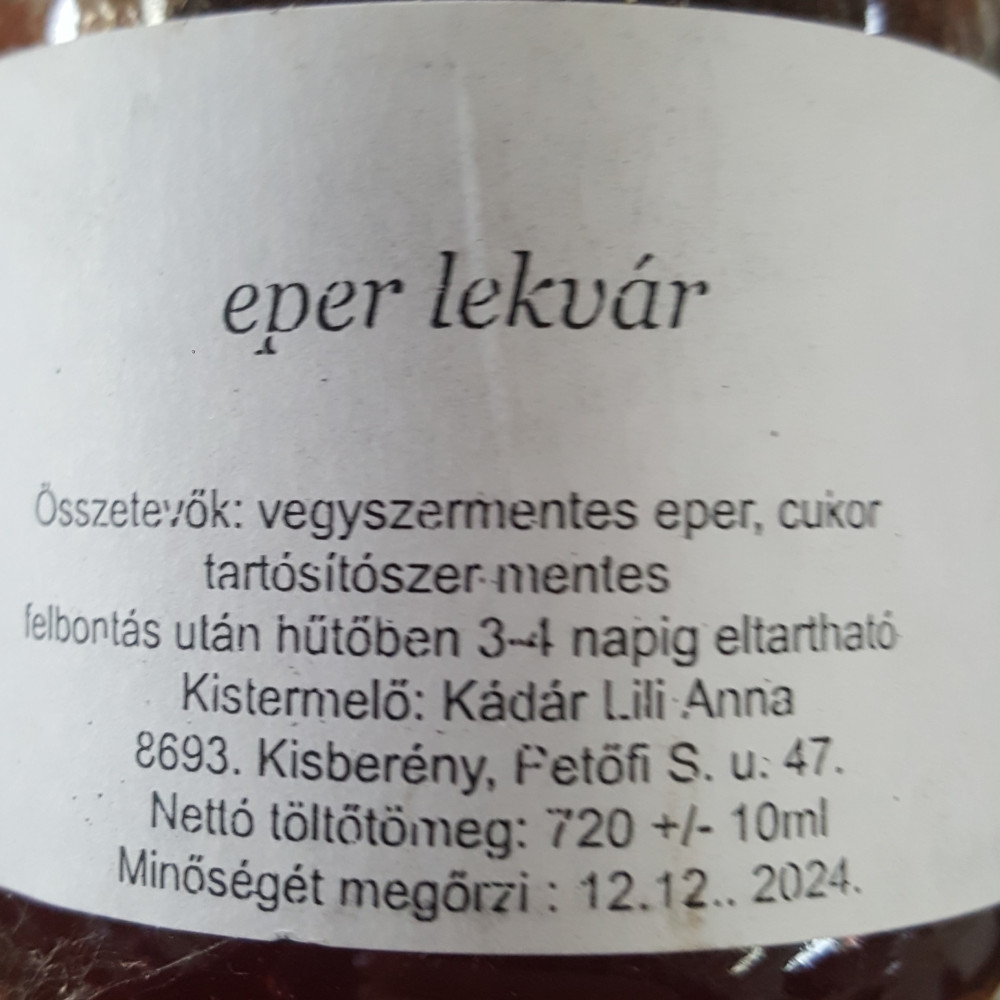 eper lekvár
Összetevők: vegyszermentes eper, cukor
tartósítószer-mentes
felbontás után hűtőben 3-4 napig eltartható
Kistermelő: Kádár Lili Anna
8693. Kisberény, Petőfi S. u. 47.
Nettó töltőtömeg: 720 +/- 10ml
Minőségét megőrzi : 12.12.. 2024.